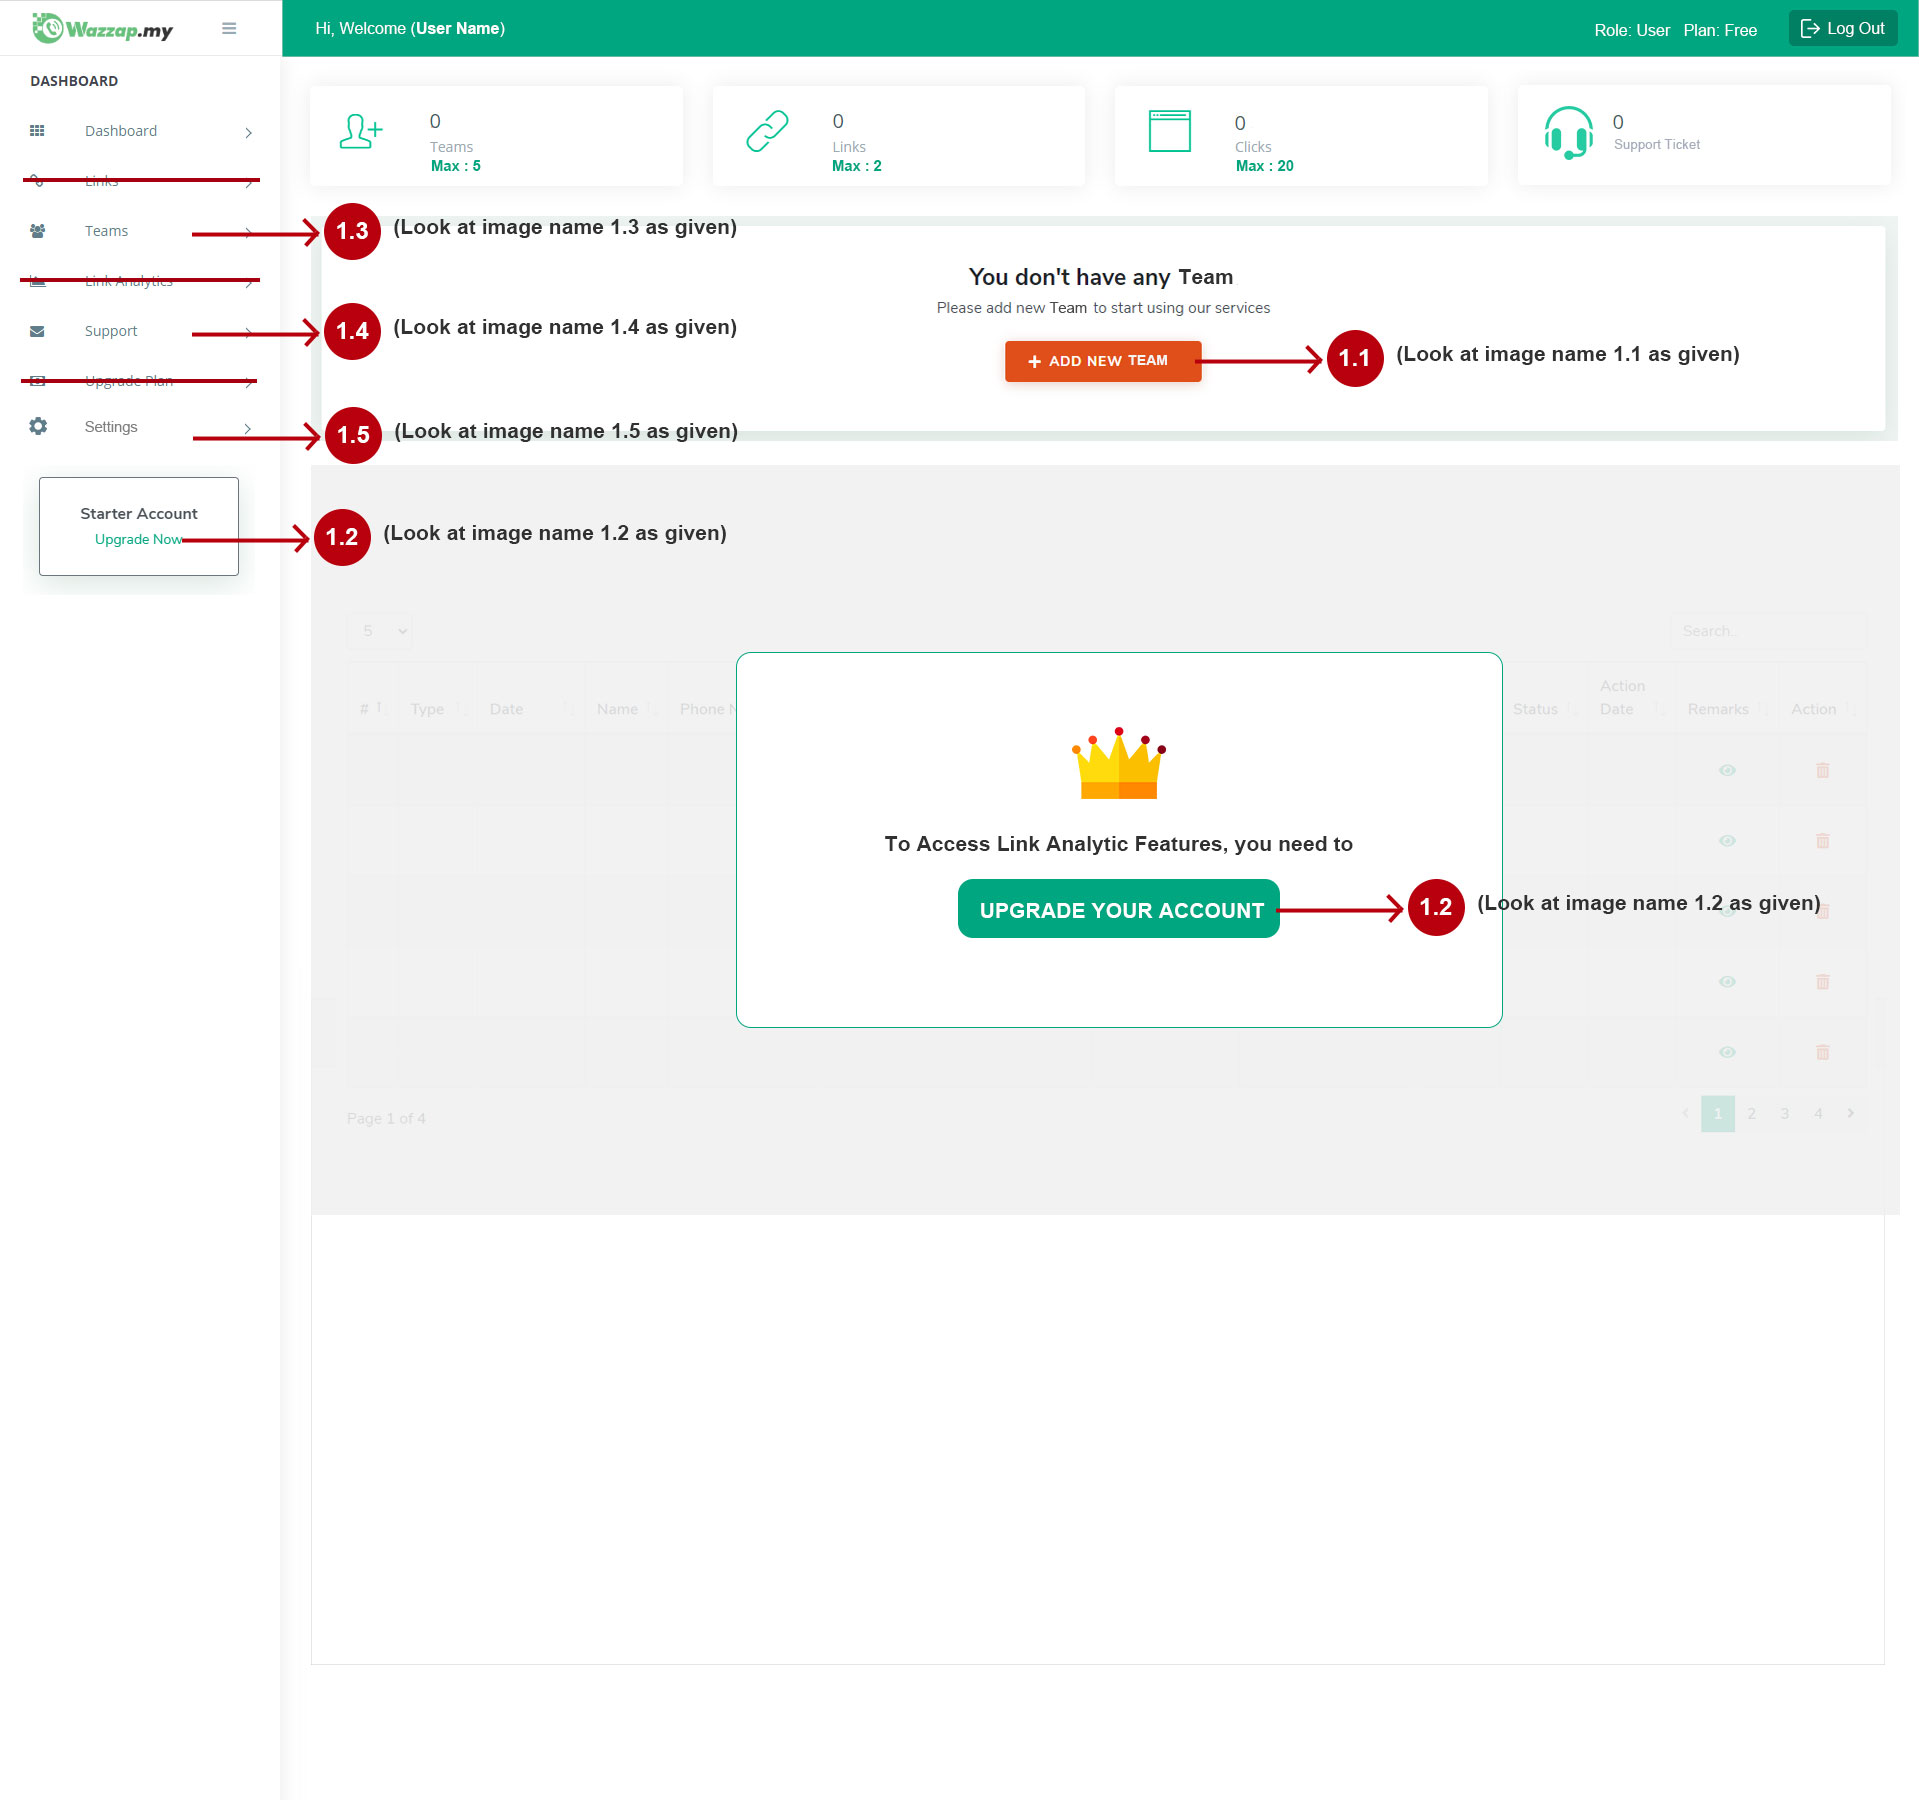 Wazzap.my
Hi, Welcome (User Name)
Role: User Plan: Free
Log Out
DASHBOARD
Dashboard
Links
Teams
Link Analytics
Support
Upgrade Plan
Settings
Starter Account
Upgrade Now
0
Teams
Max : 5
0
Links
Max : 2
0
Clicks
Max : 20
0
Support Ticket
1.3 (Look at image name 1.3 as given)
You don't have any Team
Please add new Team to start using our services
1.4 (Look at image name 1.4 as given)
+ ADD NEW TEAM
1.1 (Look at image name 1.1 as given)
1.5 (Look at image name 1.5 as given)
1.2 (Look at image name 1.2 as given)
5
Search..
# Type Date Name Phone N
Status
Action
Date
Remarks Action
To Access Link Analytic Features, you need to
UPGRADE YOUR ACCOUNT
1.2 (Look at image name 1.2 as given)
Page 1 of 4
1 2 3 4